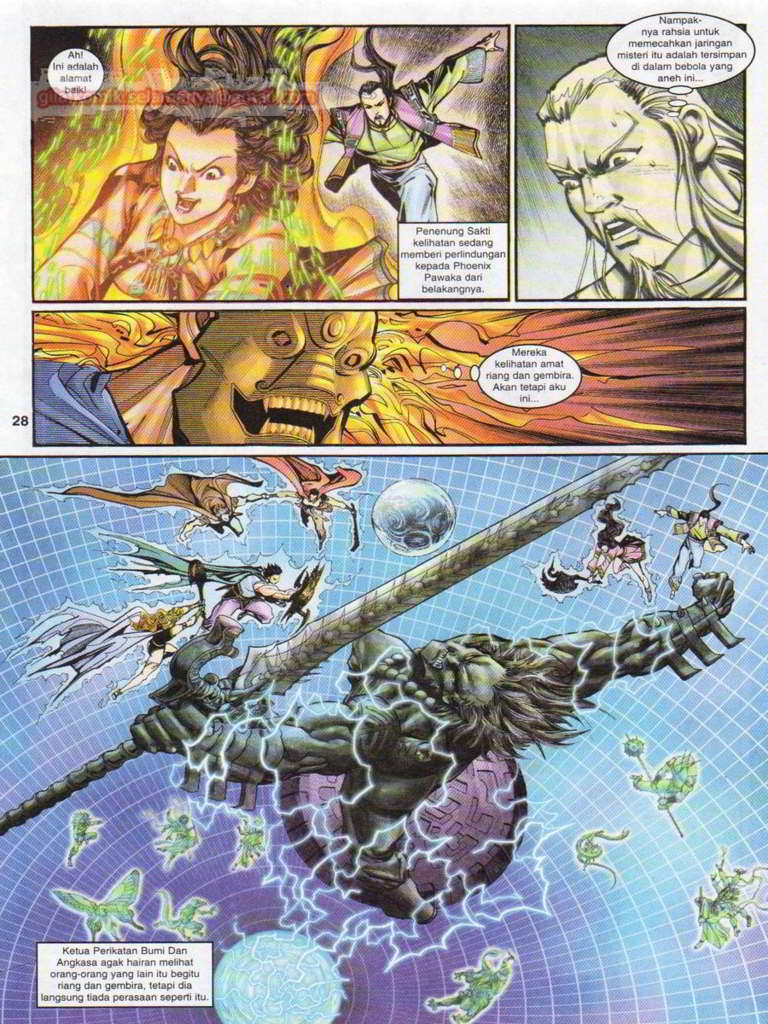 Ah!
Ini adalah
alamat
baik!
Penenung Sakti
kelihatan sedang
memberi perlindungan
kepada Phoenix
Pawaka dari
belakangnya.
Nampak-
nya rahsia untuk
memecahkan jaringan
misteri itu adalah tersimpan
di dalam bebola yang
aneh ini...
Mereka
kelihatan amat
riang dan gembira.
Akan tetapi aku
ini...
28
Ketua Perikatan Bumi Dan
Angkasa agak hairan melihat
orang-orang yang lain itu begitu
riang dan gembira, tetapi dia
langsung tiada perasaan seperti itu.